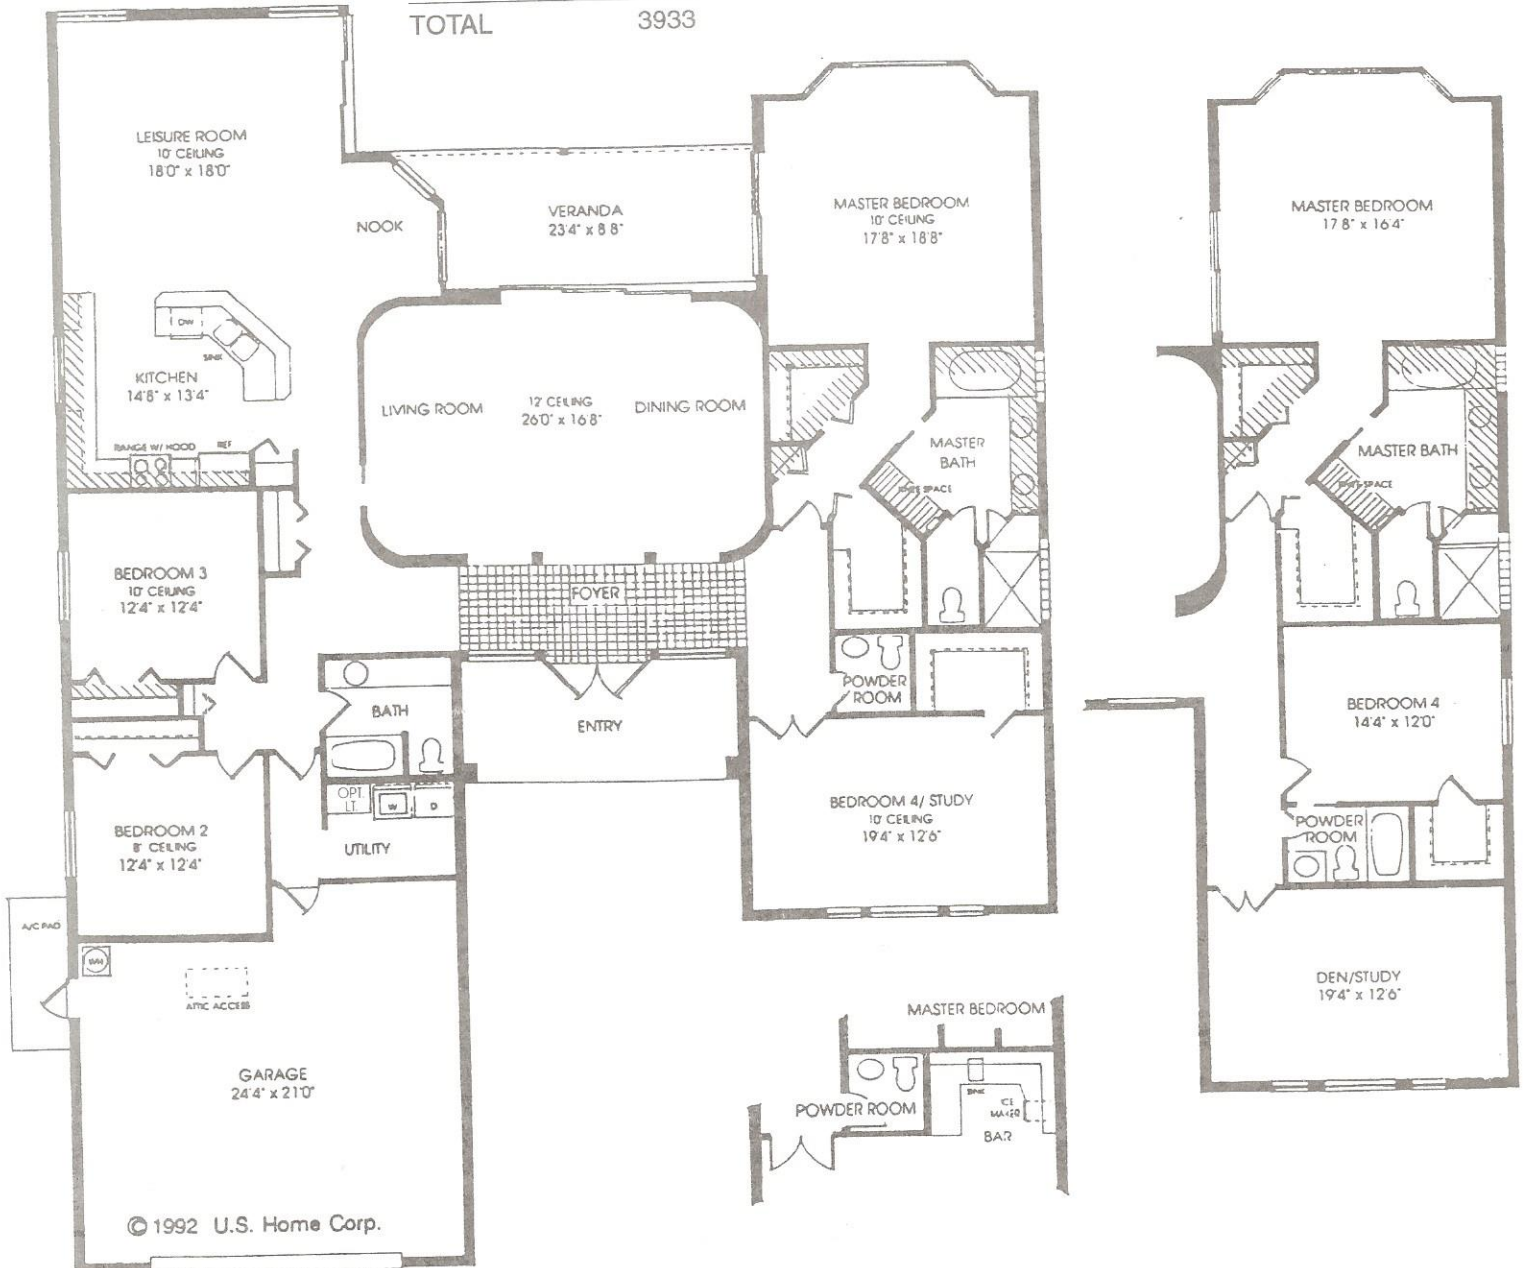 TOTAL 3933
LEISURE ROOM
10' CEILING
18'0" x 18'0"
NOOK
VERANDA
23'4" x 8'8"
MASTER BEDROOM
10' CEILING
17'8" x 18'8"
DW
SINK
KITCHEN
14'8" x 13'4"
RANGE W/ HOOD
REF
LIVING ROOM
12' CEILING
26'0" x 16'8"
DINING ROOM
MASTER
BATH
KNEE SPACE
BEDROOM 3
10' CEILING
12'4" x 12'4"
FOYER
BATH
ENTRY
POWDER
ROOM
OPT.
LT.
W
D
UTILITY
BEDROOM 2
8' CEILING
12'4" x 12'4"
BEDROOM 4/ STUDY
10' CEILING
19'4" x 12'6"
A/C PAD
WH
ATTIC ACCESS
GARAGE
24'4" x 21'0"
© 1992 U.S. Home Corp.
MASTER BEDROOM
POWDER ROOM
SINK
ICE
MAKER
BAR
MASTER BEDROOM
17'8" x 16'4"
MASTER BATH
KNEE SPACE
BEDROOM 4
14'4" x 12'0"
POWDER
ROOM
DEN/STUDY
19'4" x 12'6"